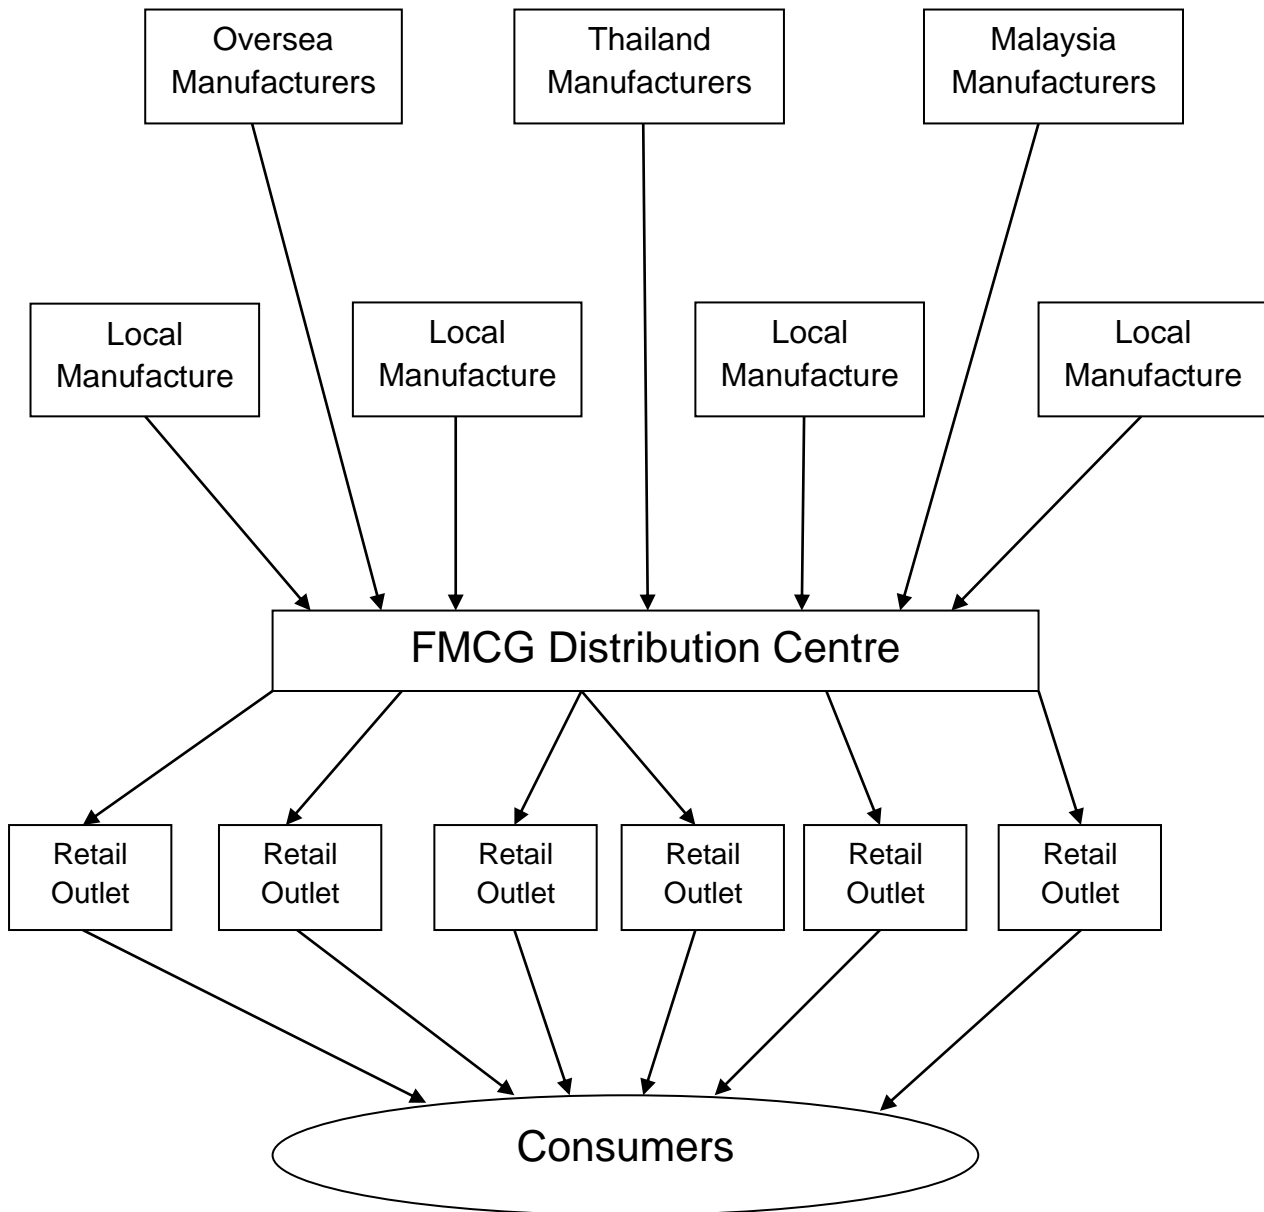 Oversea
Manufacturers
Thailand
Manufacturers
Malaysia
Manufacturers
Local
Manufacture
Local
Manufacture
Local
Manufacture
Local
Manufacture
FMCG Distribution Centre
Retail
Outlet
Retail
Outlet
Retail
Outlet
Retail
Outlet
Retail
Outlet
Retail
Outlet
Consumers